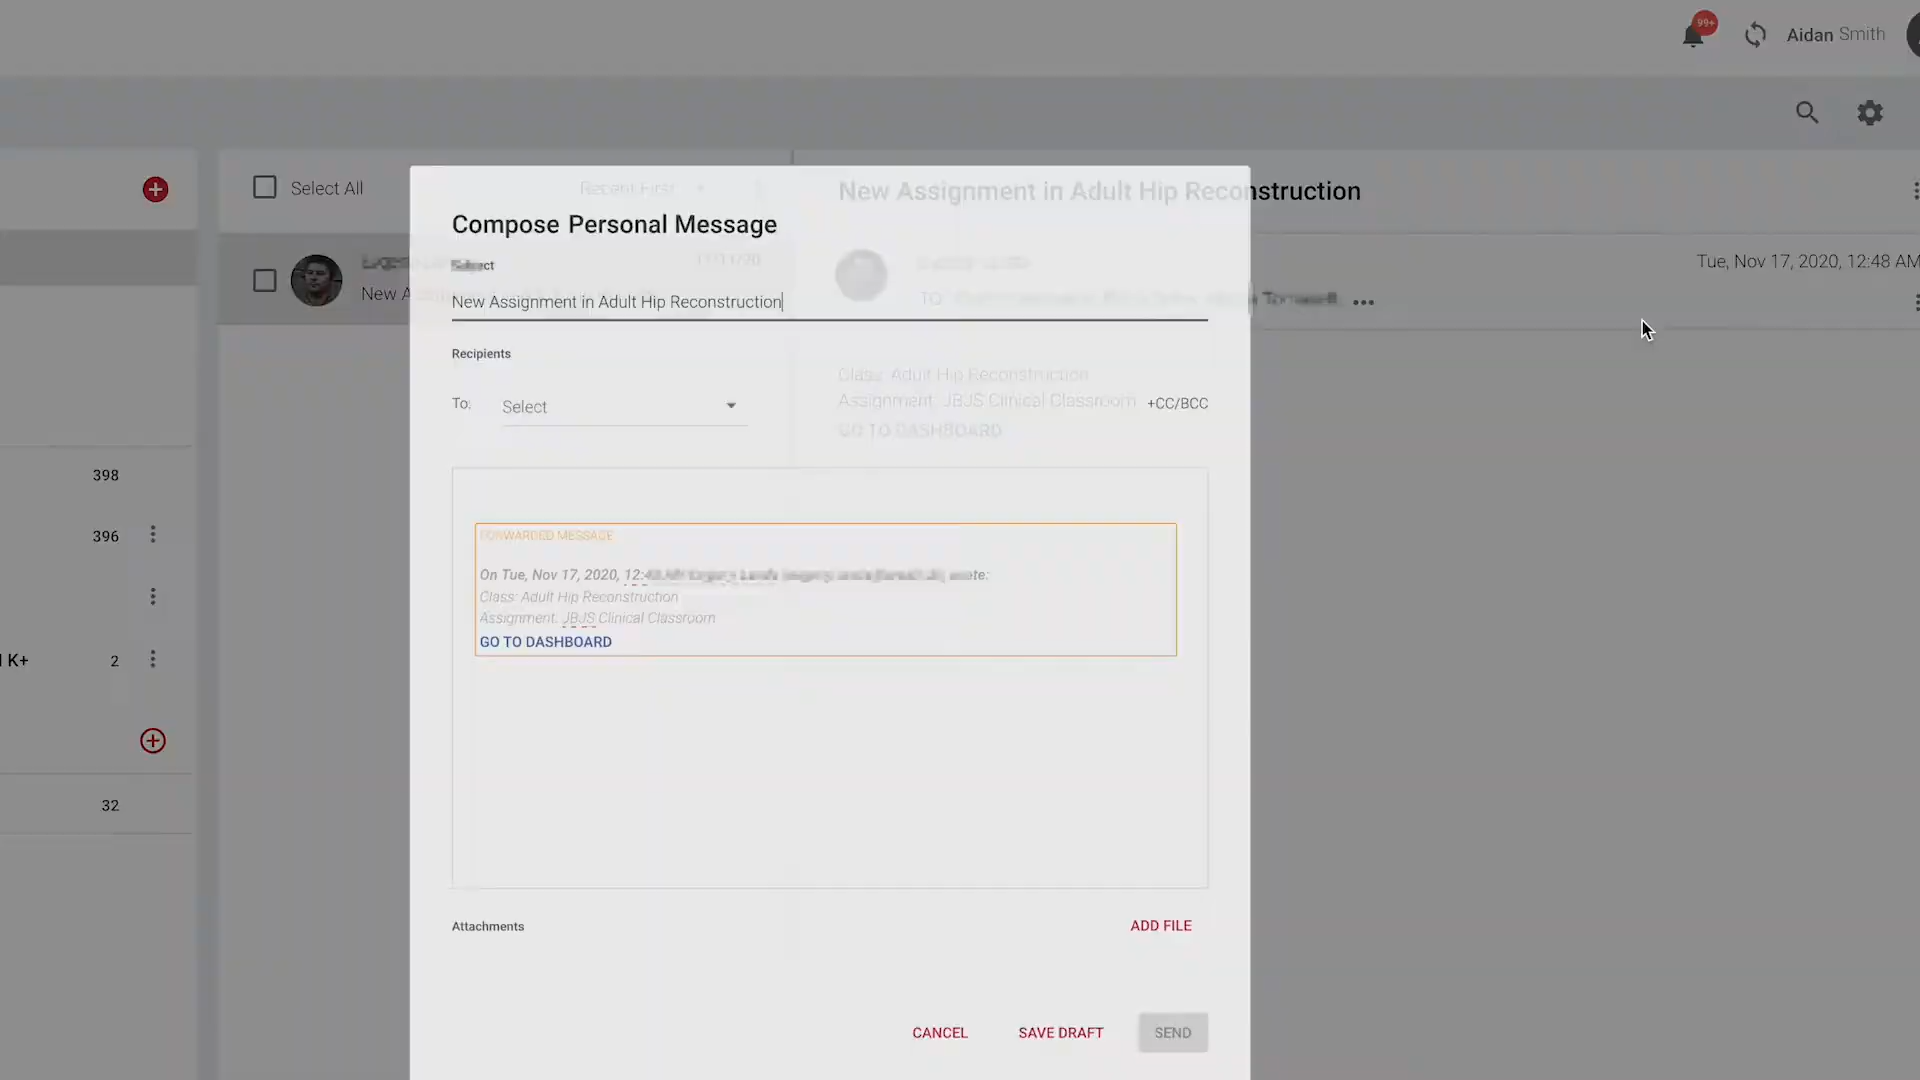 99+
Aidan Smith
Select All
Recent First
New Assignment in Adult Hip Reconstruction
Compose Personal Message
Tue, Nov 17, 2020, 12:48 AM
Subject
New A
TO:
New Assignment in Adult Hip Reconstruction
Recipients
Class: Adult Hip Reconstruction
To:
Select
Assignment: JBJS Clinical Classroom
+CC/BCC
GO TO DASHBOARD
398
FORWARDED MESSAGE
396
On Tue, Nov 17, 2020,
Class: Adult Hip Reconstruction
Assignment: JBJS Clinical Classroom
GO TO DASHBOARD
K+
2
32
Attachments
ADD FILE
CANCEL
SAVE DRAFT
SEND